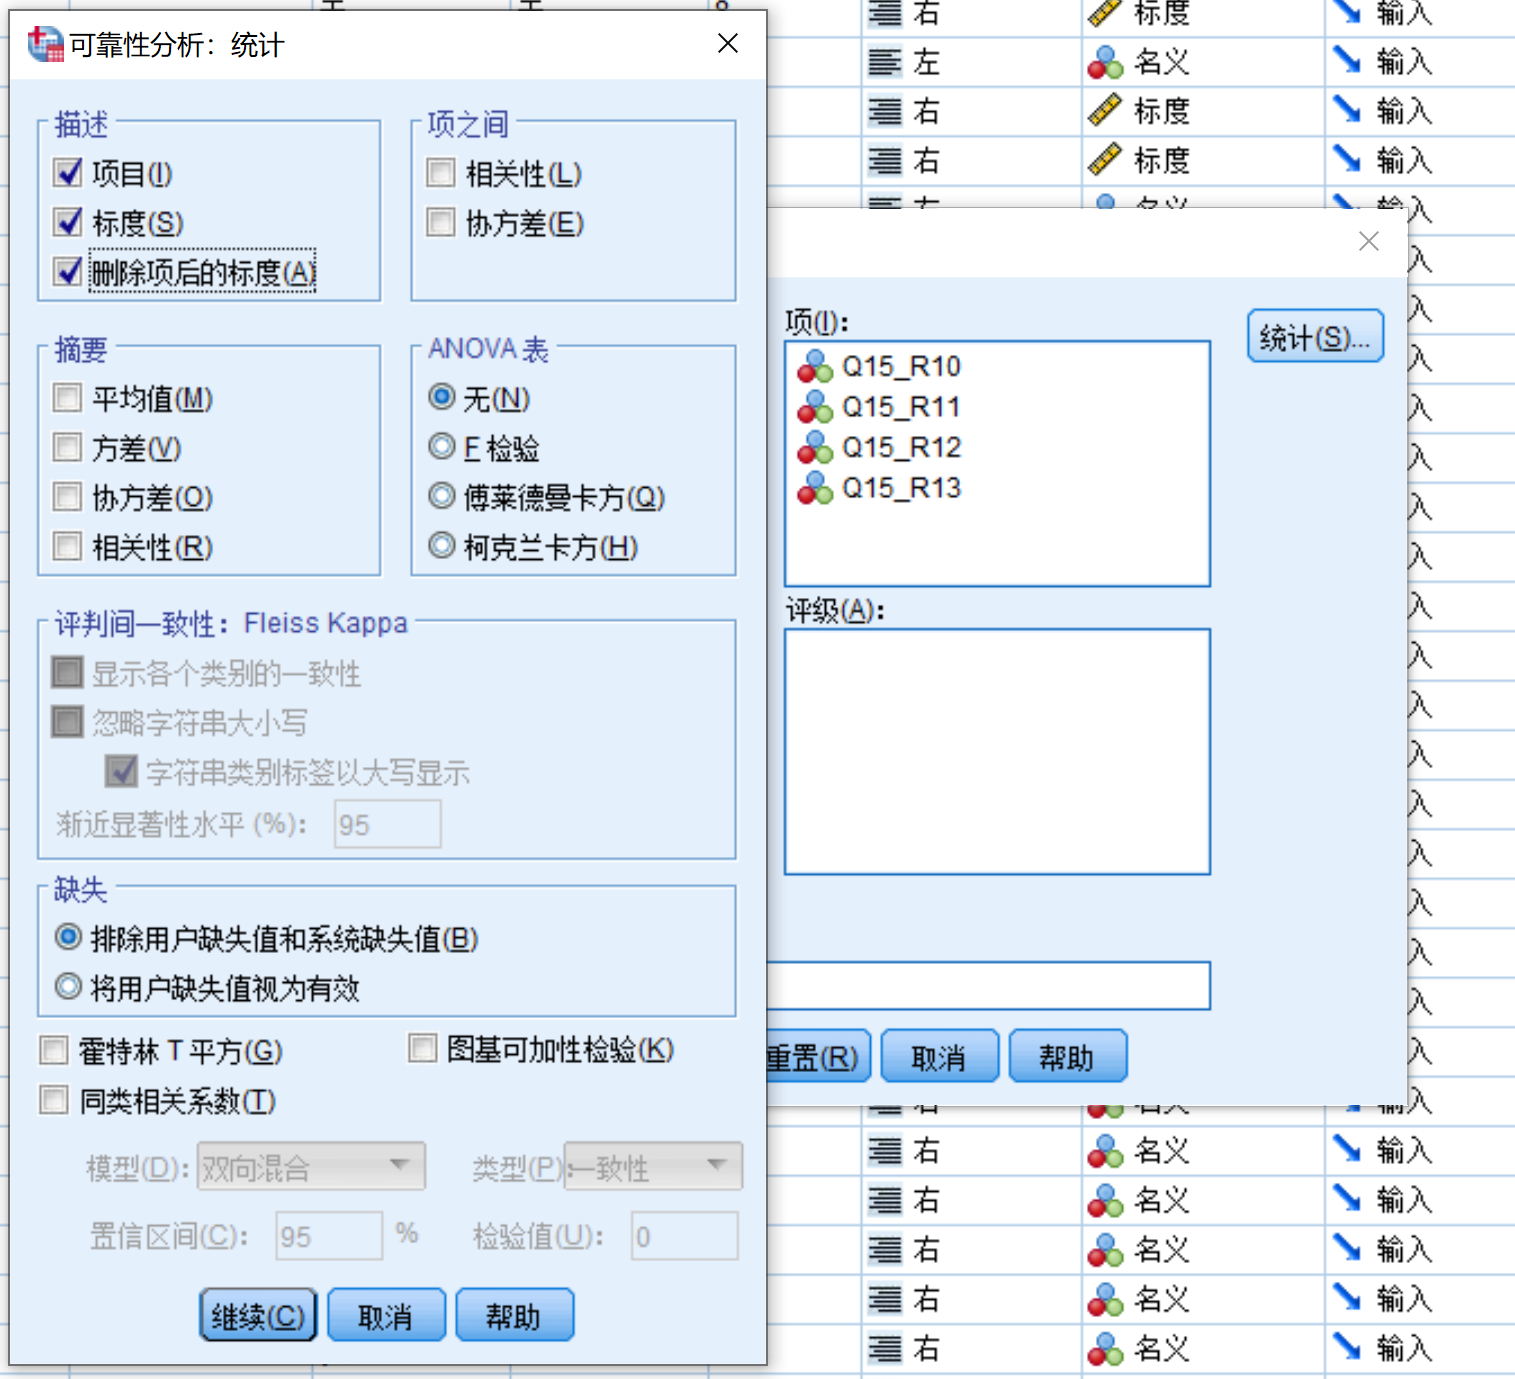 可靠性分析：统计
描述
项目(I)
标度(S)
删除项后的标度(A)
项之间
相关性(L)
协方差(E)
摘要
平均值(M)
方差(V)
协方差(O)
相关性(R)
ANOVA 表
无(N)
F 检验
傅莱德曼卡方(Q)
柯克兰卡方(H)
评判间一致性：Fleiss Kappa
显示各个类别的一致性
忽略字符串大小写
字符串类别标签以大写显示
渐近显著性水平 (%)： 95
缺失
排除用户缺失值和系统缺失值(B)
将用户缺失值视为有效
霍特林 T 平方(G)
图基可加性检验(K)
同类相关系数(T)
模型(D)： 双向混合
类型(P)： 一致性
置信区间(C)： 95 %
检验值(U)： 0
继续(C) 取消 帮助
项(I)：
Q15_R10
Q15_R11
Q15_R12
Q15_R13
统计(S)...
评级(A)：
重置(R) 取消 帮助
右 标度 输入
左 名义 输入
右 标度 输入
右 标度 输入
右 名义 输入
右 名义 输入
右 名义 输入
右 名义 输入
右 名义 输入